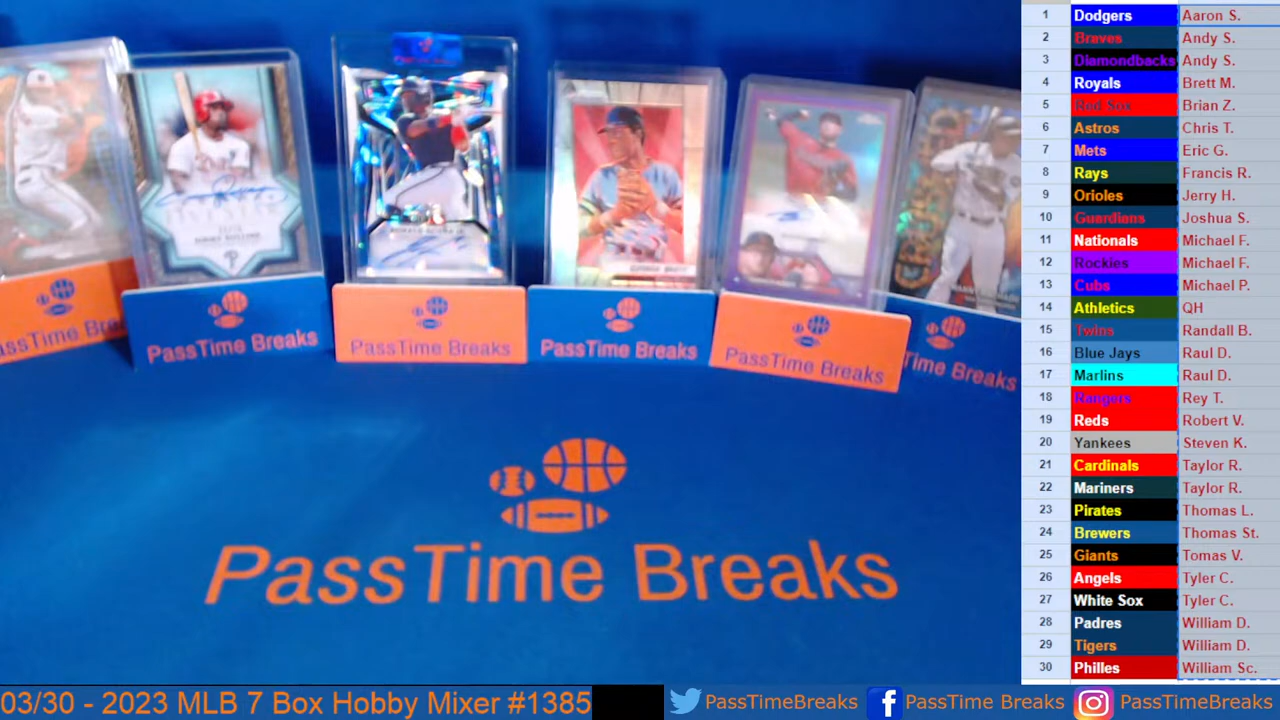 1 Dodgers Aaron S.
2 Braves Andy S.
3 Diamondbacks Andy S.
4 Royals Brett M.
5 Red Sox Brian Z.
6 Astros Chris T.
7 Mets Eric G.
8 Rays Francis R.
9 Orioles Jerry H.
10 Guardians Joshua S.
11 Nationals Michael F.
12 Rockies Michael F.
13 Cubs Michael P.
14 Athletics QH
15 Twins Randall B.
16 Blue Jays Raul D.
17 Marlins Raul D.
18 Rangers Rey T.
19 Reds Robert V.
20 Yankees Steven K.
21 Cardinals Taylor R.
22 Mariners Taylor R.
23 Pirates Thomas L.
24 Brewers Thomas St.
25 Giants Tomas V.
26 Angels Tyler C.
27 White Sox Tyler C.
28 Padres William D.
29 Tigers William D.
30 Philles William Sc.
PassTime Breaks
PassTime Breaks
PassTime Breaks
PassTime Breaks
PassTime Breaks
PassTime Breaks
03/30 - 2023 MLB 7 Box Hobby Mixer #1385
PassTimeBreaks
PassTime Breaks
PassTimeBreaks